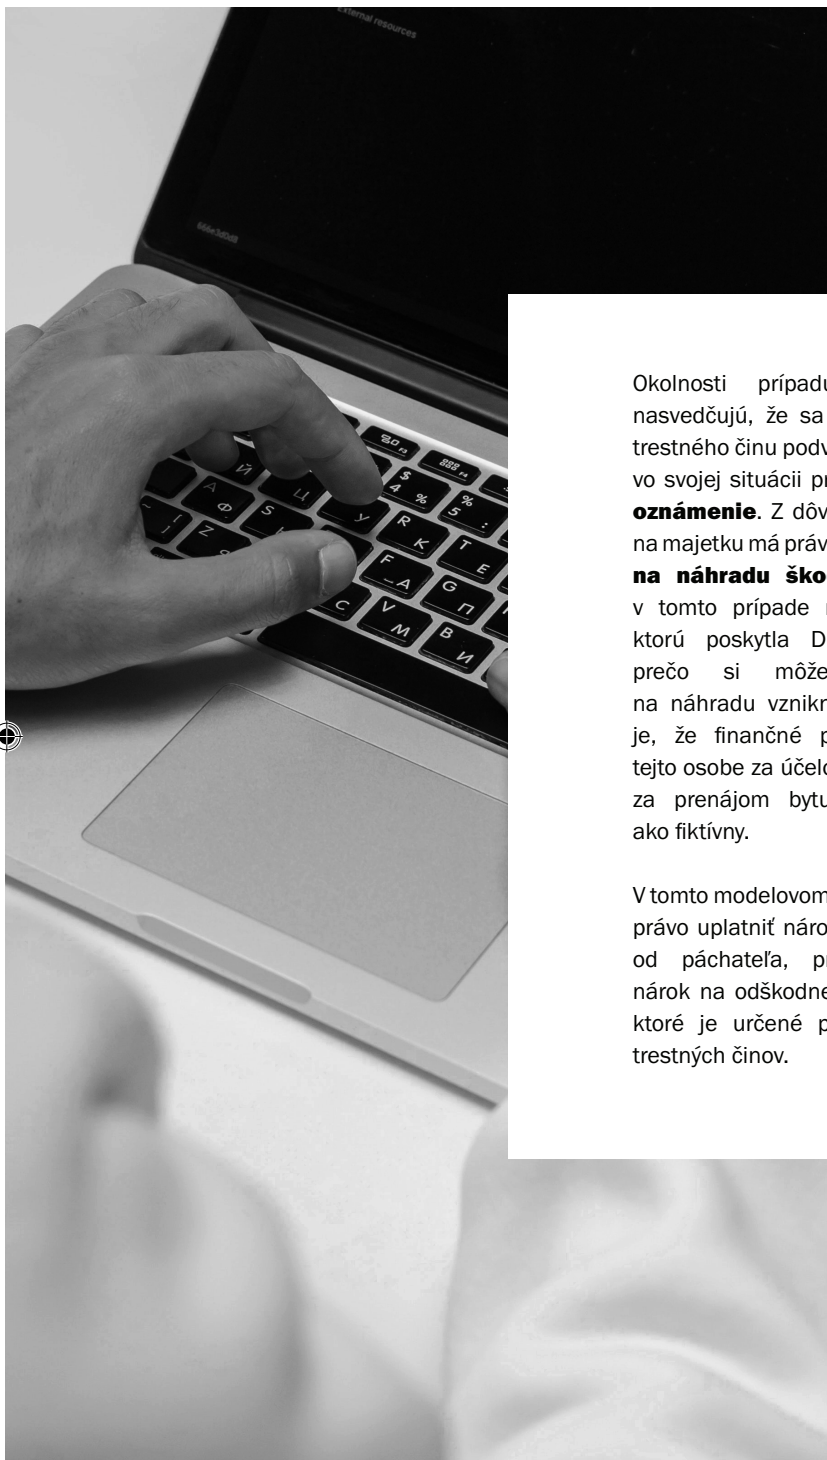 External resources
Okolnosti prípadu
nasvedčujú, že sa
trestného činu podv
vo svojej situácii pr
oznámenie. Z dôv
na majetku má práv
na náhradu ško
v tomto prípade
ktorú poskytla D
prečo si môže
na náhradu vznikr
je, že finančné p
tejto osobe za účelo
za prenájom bytu
ako fiktívny.
V tomto modelovom
právo uplatniť náro
od páchateľa, pr
nárok na odškodne
ktoré je určené p
trestných činov.